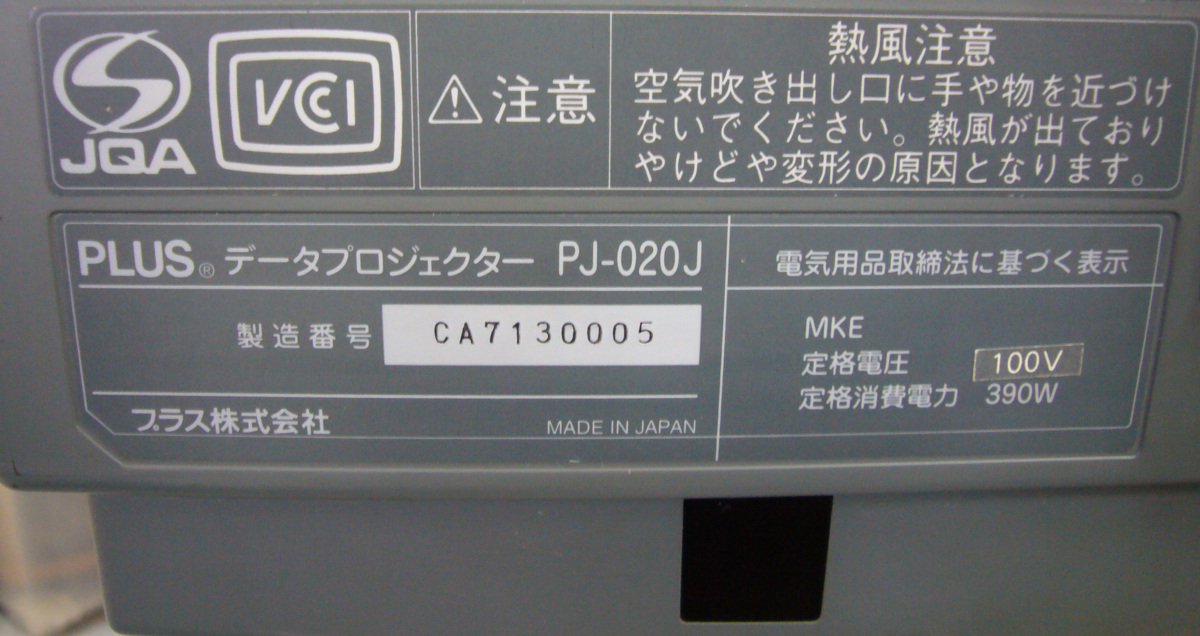 JQA
VCCI
⚠注意
熱風注意
空気吹き出し口に手や物を近づけ
ないでください。熱風が出ており
やけどや変形の原因となります。
PLUS® データプロジェクター PJ-020J
製造番号 CA7130005
プラス株式会社 MADE IN JAPAN
電気用品取締法に基づく表示
MKE
定格電圧 100V
定格消費電力 390W